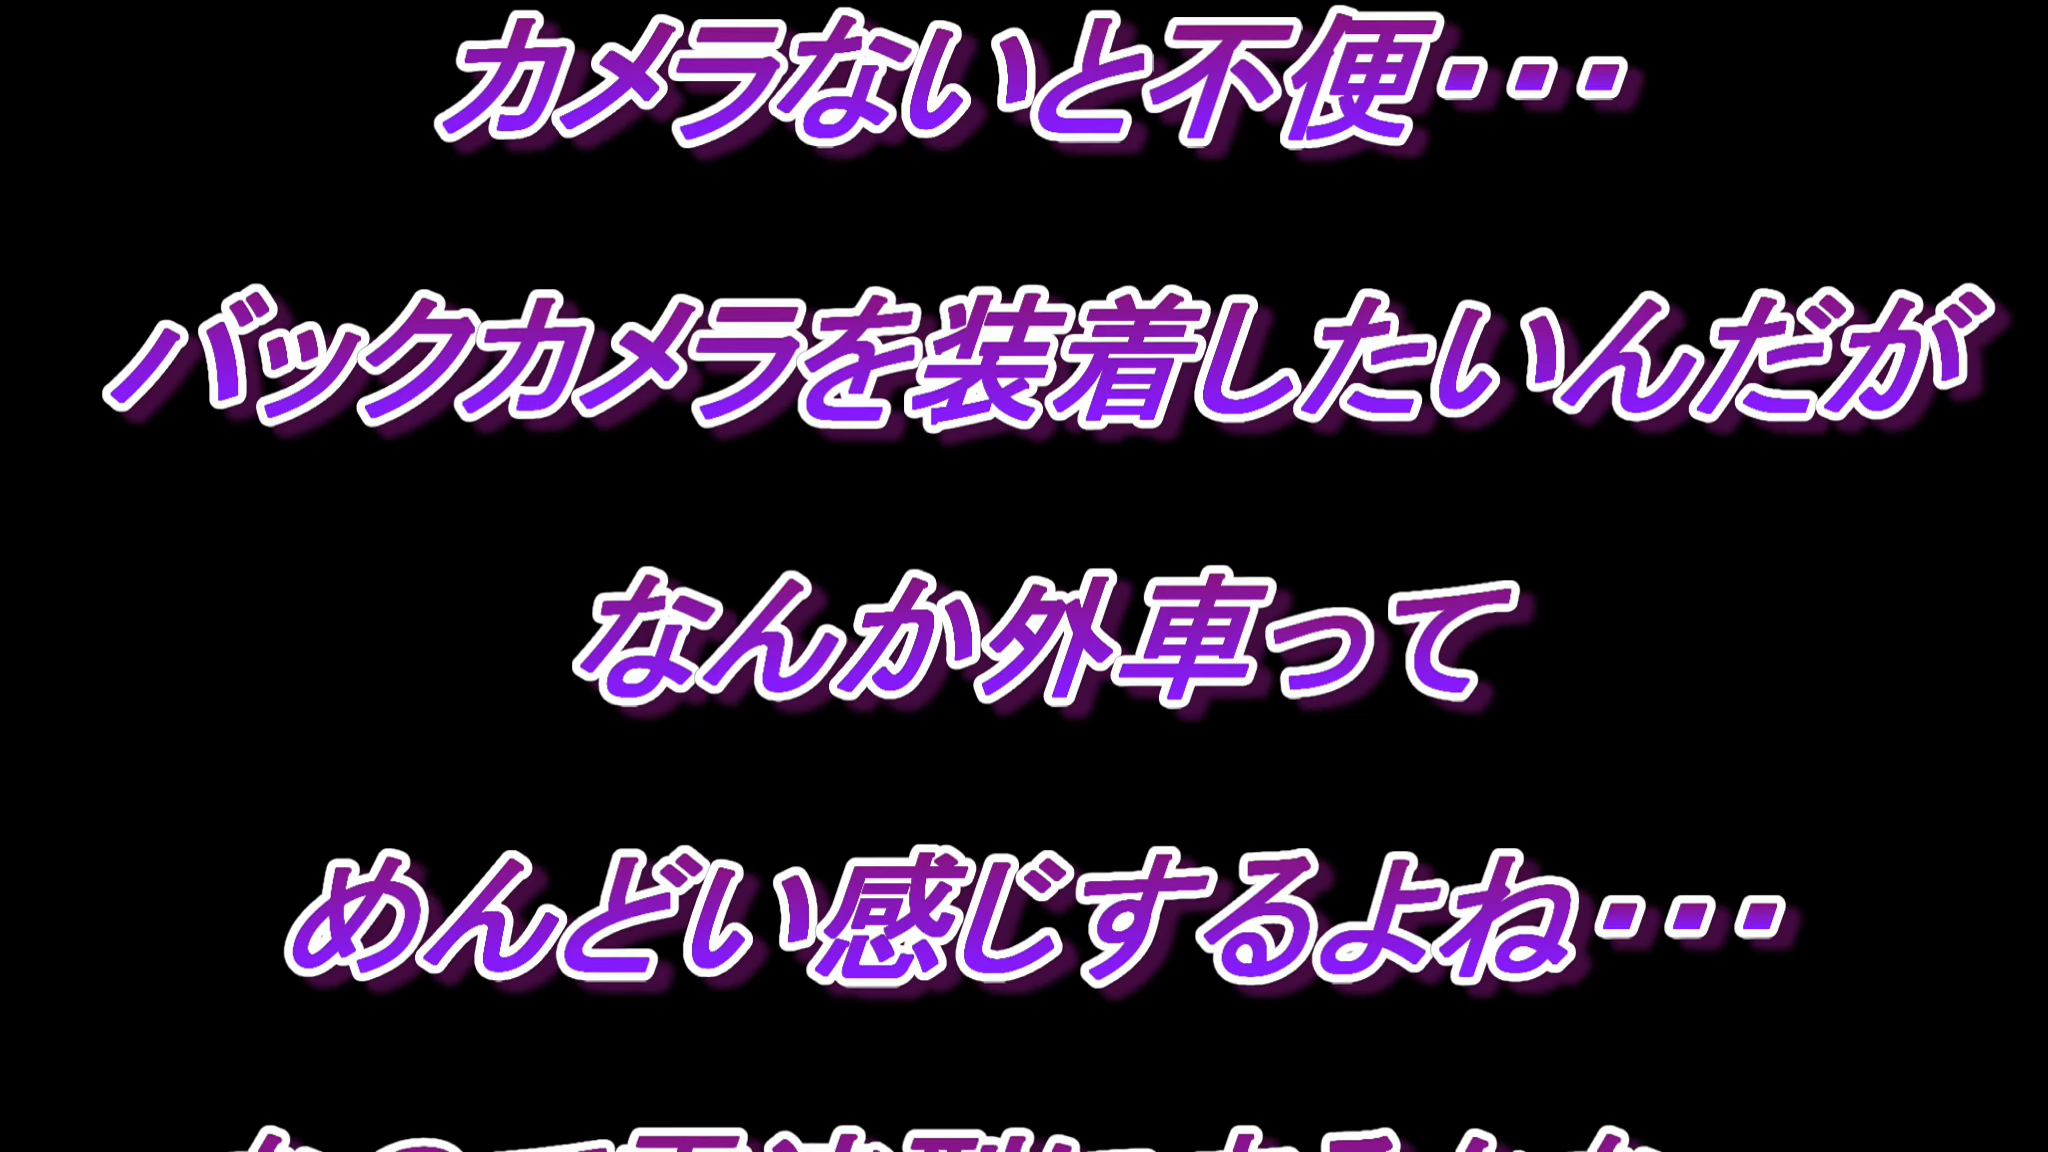 カメラないと不便・・・
バックカメラを装着したいんだが
なんか外車って
めんどい感じするよね・・・